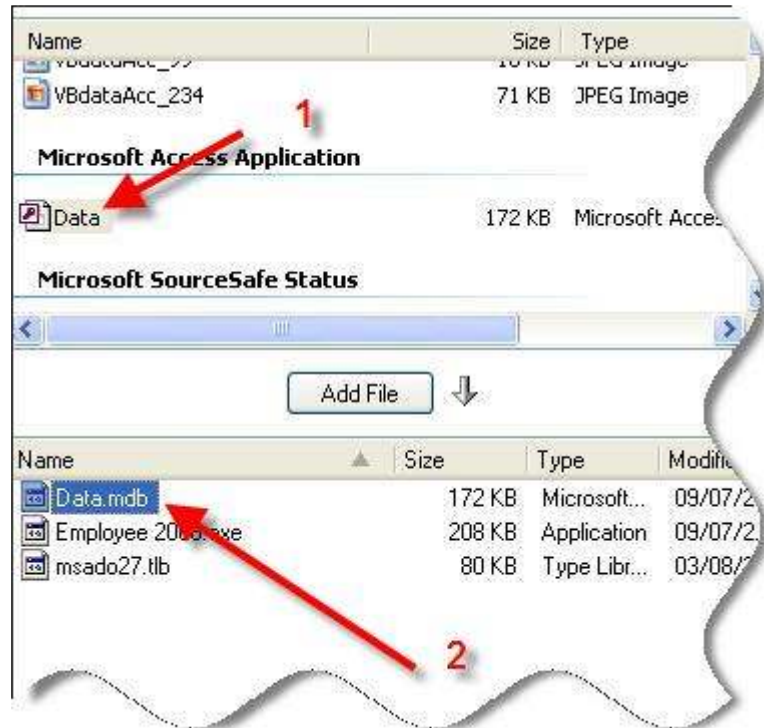 Name Size Type
VBdataAcc_234 71 KB JPEG Image
1
Microsoft Access Application
Data 172 KB Microsoft Acces
Microsoft SourceSafe Status
Add File
Name Size Type Modific
Data.mdb 172 KB Microsoft... 09/07/2
Employee .exe 208 KB Application 09/07/2
msado27.tlb 80 KB Type Libr... 03/08/2
2